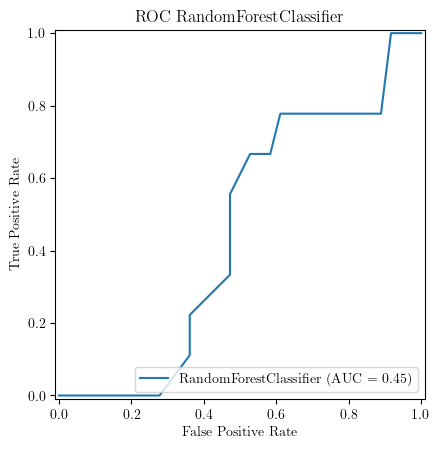 ROC RandomForestClassifier
1.0
0.8
0.6
0.4
0.2
0.0
True Positive Rate
RandomForestClassifier (AUC = 0.45)
0.0 0.2 0.4 0.6 0.8 1.0
False Positive Rate